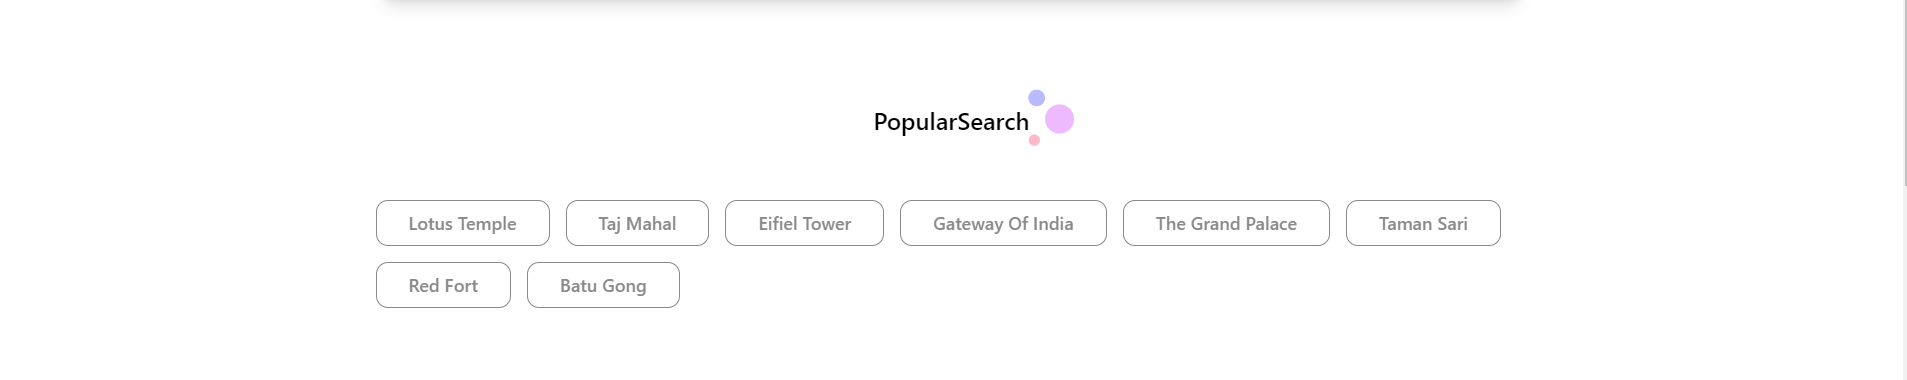 PopularSearch
Lotus Temple Taj Mahal Eifiel Tower Gateway Of India The Grand Palace Taman Sari
Red Fort Batu Gong